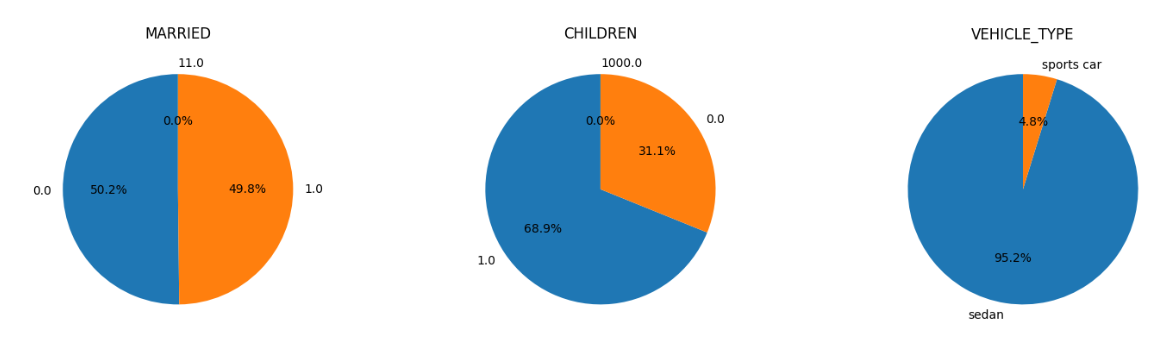 MARRIED
11.0
0.0%
0.0
50.2%
49.8%
1.0
CHILDREN
1000.0
0.0%
0.0
31.1%
68.9%
1.0
VEHICLE_TYPE
sports car
4.8%
95.2%
sedan